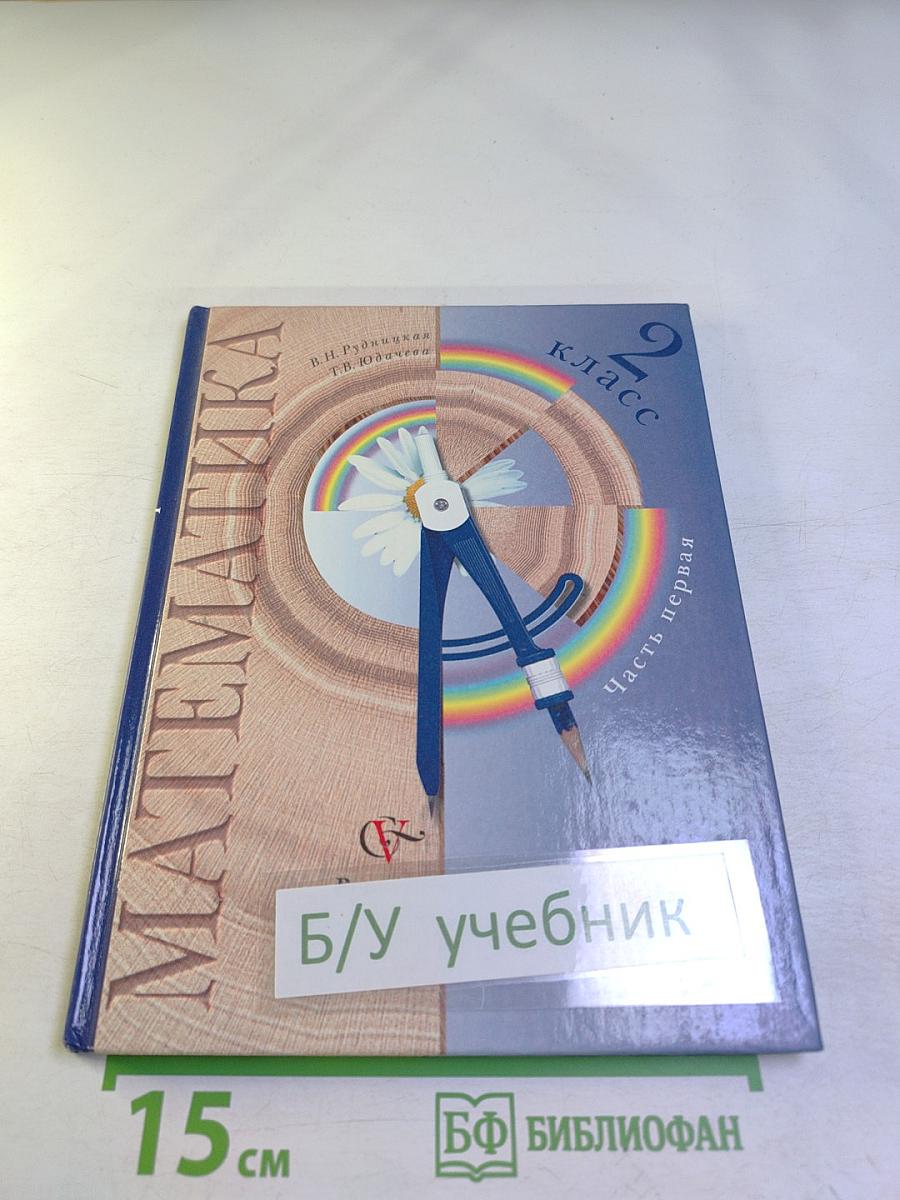 МАТЕМАТИКА
В.Н. Рудницкая
Т.В. Юдачева
2
класс
Часть первая
Б/У учебник
15 см
БФ БИБЛИОФАН